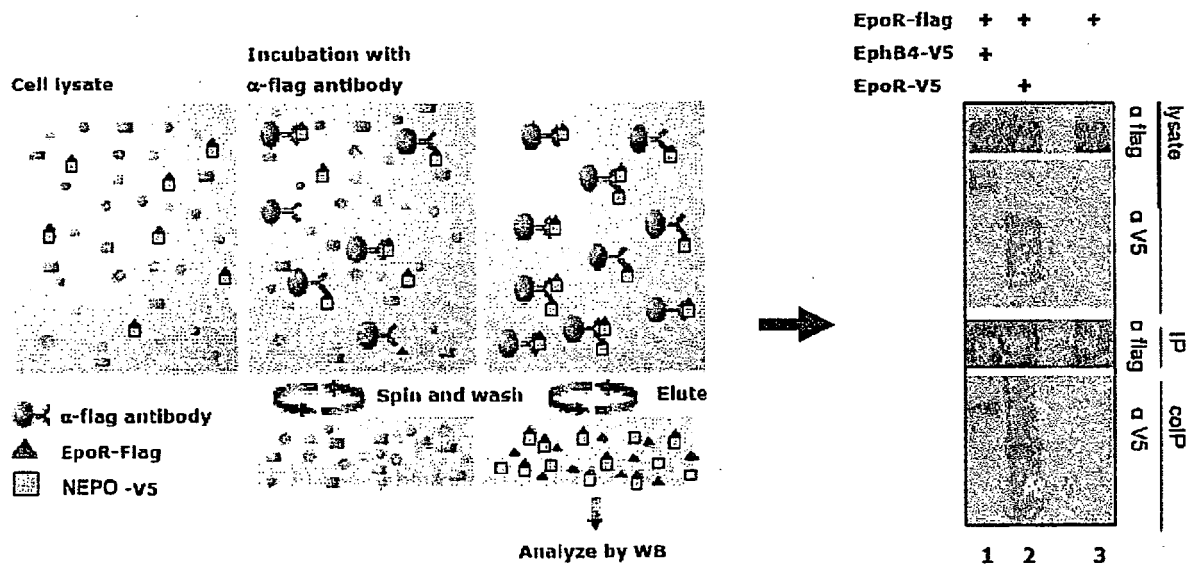 Cell lysate
Incubation with
α-flag antibody
Spin and wash
Elute
α-flag antibody
EpoR-Flag
NEPO -V5
Analyze by WB
EpoR-flag + + +
EphB4-V5 +
EpoR-V5 +
α flag
α V5
lysate
α flag
IP
α V5
coIP
1 2 3